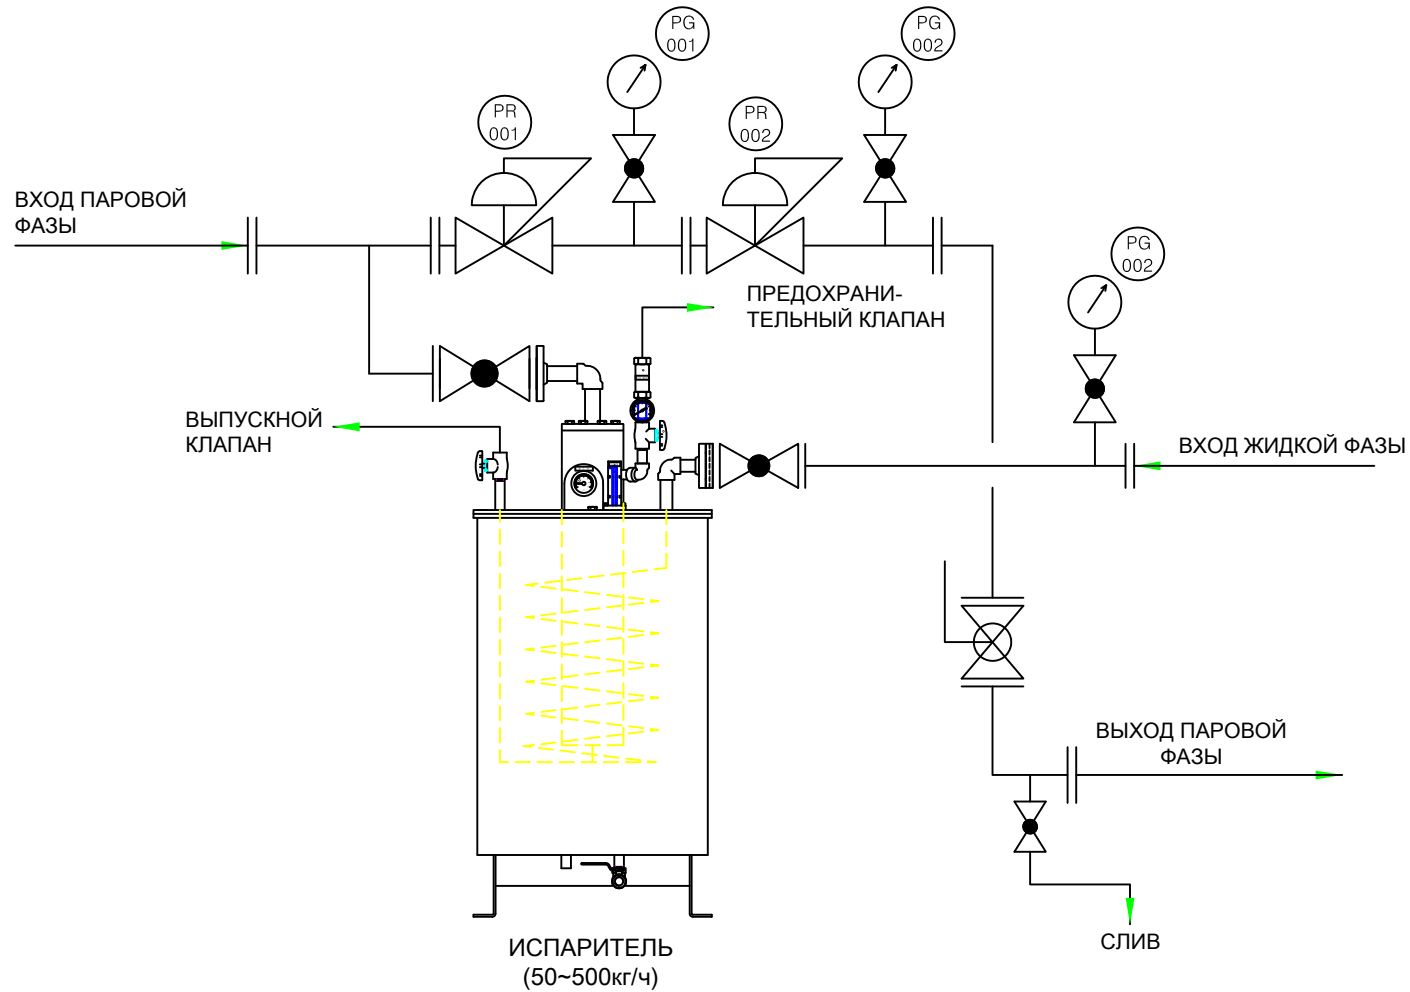 PG
001
PG
002
PR
001
PR
002
ВХОД ПАРОВОЙ
ФАЗЫ
PG
002
ПРЕДОХРАНИ-
ТЕЛЬНЫЙ КЛАПАН
ВЫПУСКНОЙ
КЛАПАН
ВХОД ЖИДКОЙ ФАЗЫ
ВЫХОД ПАРОВОЙ
ФАЗЫ
СЛИВ
ИСПАРИТЕЛЬ
(50~500кг/ч)